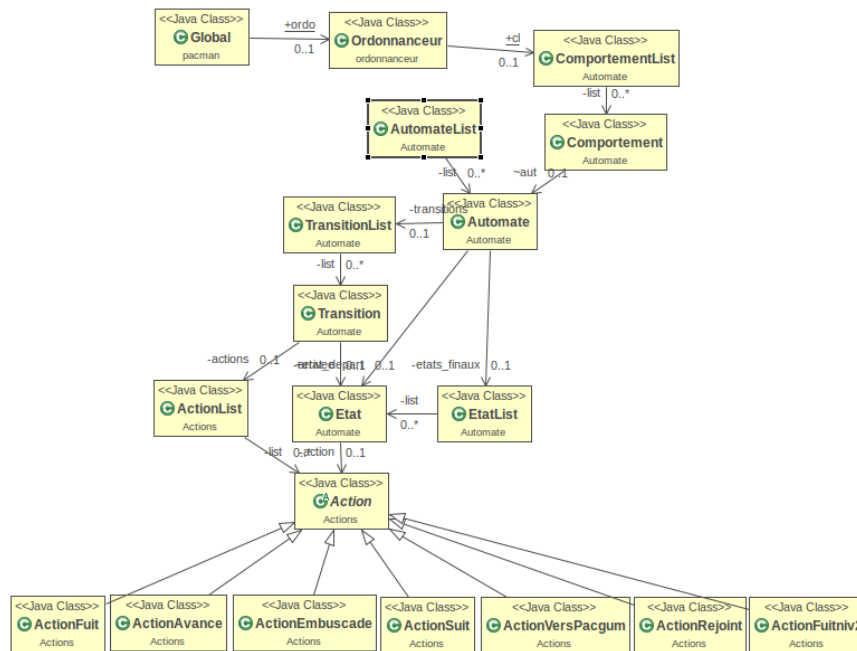 <<Java Class>>
Global
pacman
+ordo
0..1
<<Java Class>>
Ordonnanceur
ordonnanceur
+cl
0..1
<<Java Class>>
ComportementList
Automate
-list 0..*
<<Java Class>>
AutomateList
Automate
<<Java Class>>
Comportement
Automate
-list 0..*
~aut 0..1
<<Java Class>>
TransitionList
Automate
-transitions
0..1
<<Java Class>>
Automate
Automate
-list 0..*
<<Java Class>>
Transition
Automate
-actions 0..1
0..1
0..1
-etats_finaux 0..1
<<Java Class>>
ActionList
Actions
<<Java Class>>
Etat
Automate
-list
0..*
<<Java Class>>
EtatList
Automate
-list 0..*
-action 0..1
<<Java Class>>
Action
Actions
<<Java Class>>
ActionFuit
Actions
<<Java Class>>
ActionAvance
Actions
<<Java Class>>
ActionEmbuscade
Actions
<<Java Class>>
ActionSuit
Actions
<<Java Class>>
ActionVersPacgum
Actions
<<Java Class>>
ActionRejoint
Actions
<<Java Class>>
ActionFuitniv2
Actions